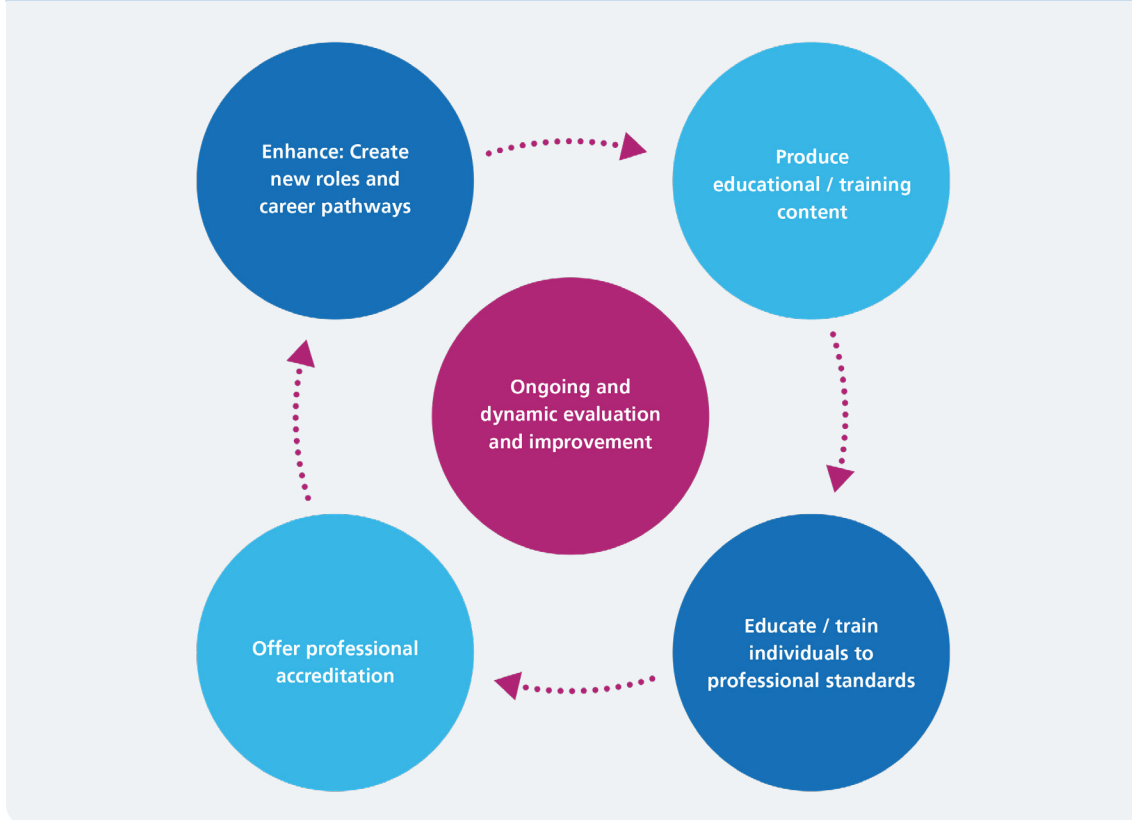 Enhance: Create
new roles and
career pathways
Produce
educational / training
content
Ongoing and
dynamic evaluation
and improvement
Offer professional
accreditation
Educate / train
individuals to
professional standards